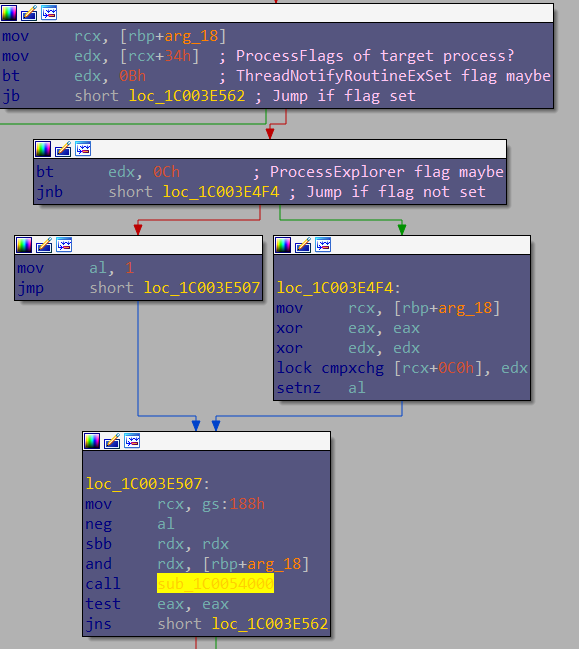 mov rcx, [rbp+arg_18]
mov edx, [rcx+34h] ; ProcessFlags of target process?
bt edx, 0Bh ; ThreadNotifyRoutineExSet flag maybe
jb short loc_1C003E562 ; Jump if flag set
bt edx, 0Ch ; ProcessExplorer flag maybe
jnb short loc_1C003E4F4 ; Jump if flag not set
mov al, 1
jmp short loc_1C003E507
loc_1C003E4F4:
mov rcx, [rbp+arg_18]
xor eax, eax
xor edx, edx
lock cmpxchg [rcx+0C0h], edx
setnz al
loc_1C003E507:
mov rcx, gs:188h
neg al
sbb rdx, rdx
and rdx, [rbp+arg_18]
call sub_1C0054000
test eax, eax
jns short loc_1C003E562